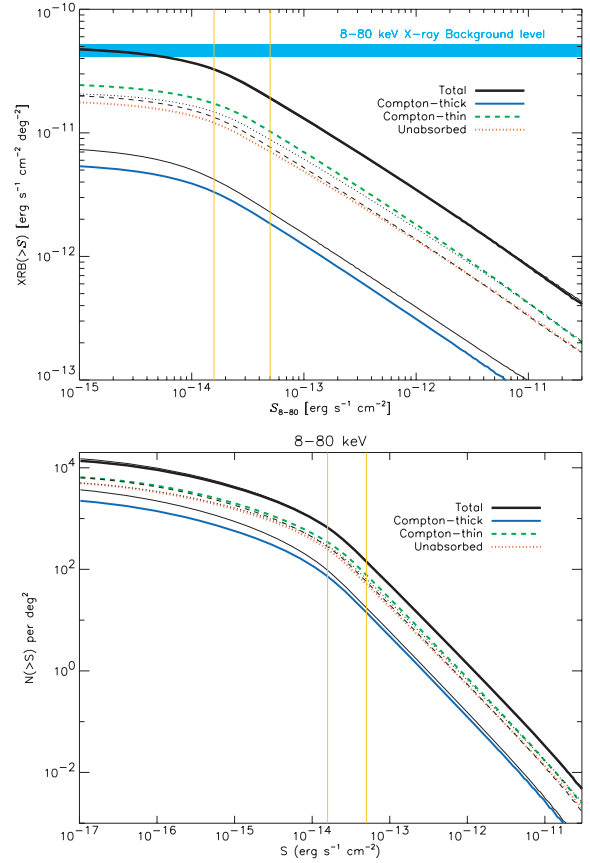 10⁻¹⁰
8−80 keV X−ray Background level
Total
Compton−thick
Compton−thin
Unabsorbed
10⁻¹¹
XRB(>S) [erg s⁻¹ cm⁻² deg⁻²]
10⁻¹²
10⁻¹³
10⁻¹⁵
10⁻¹⁴
10⁻¹³
10⁻¹²
10⁻¹¹
S₈₋₈₀ [erg s⁻¹ cm⁻²]
8−80 keV
10⁴
Total
Compton−thick
Compton−thin
Unabsorbed
10²
N(>S) per deg²
10⁰
10⁻²
10⁻¹⁷
10⁻¹⁶
10⁻¹⁵
10⁻¹⁴
10⁻¹³
10⁻¹²
10⁻¹¹
S (erg s⁻¹ cm⁻²)